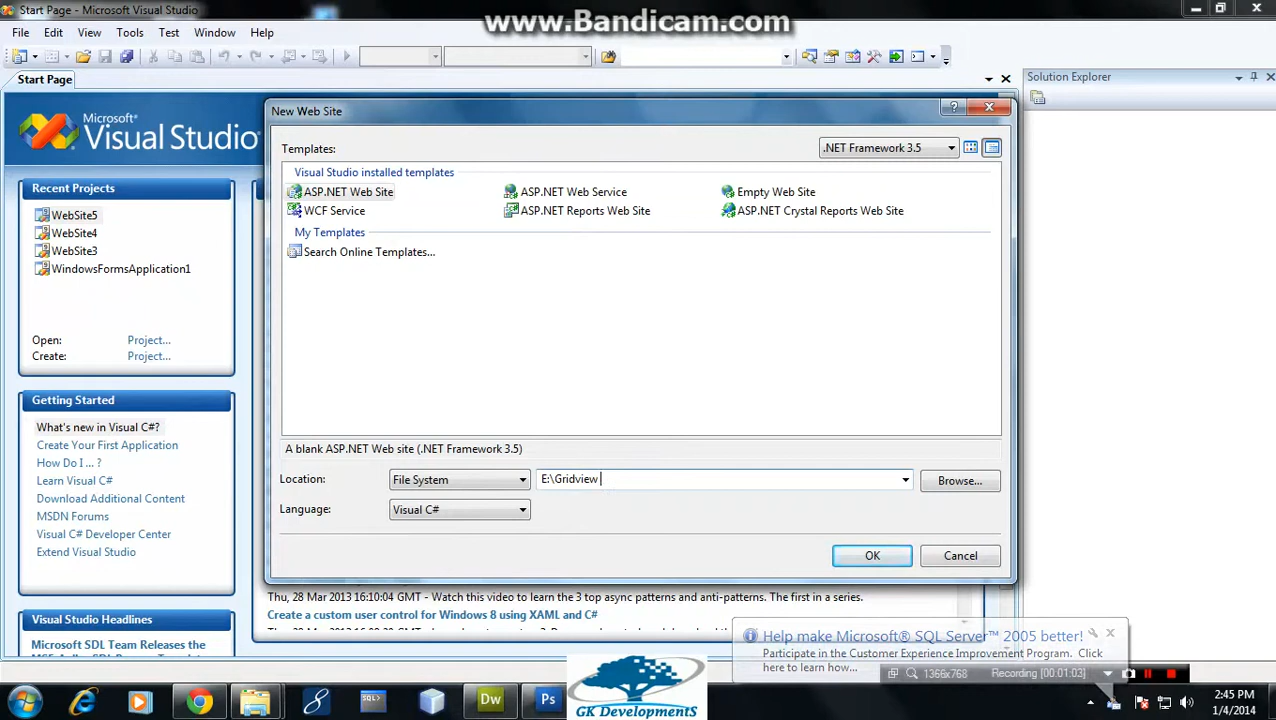 Start Page - Microsoft Visual Studio
www.Bandicam.com
File Edit View Tools Test Window Help
Start Page
Solution Explorer
Microsoft®
Visual Studio
New Web Site
Templates:
.NET Framework 3.5
Visual Studio installed templates
ASP.NET Web Site
ASP.NET Web Service
Empty Web Site
WCF Service
ASP.NET Reports Web Site
ASP.NET Crystal Reports Web Site
My Templates
Search Online Templates...
A blank ASP.NET Web site (.NET Framework 3.5)
Location:
File System
E:\Gridview
Browse...
Language:
Visual C#
OK
Cancel
Recent Projects
WebSite5
WebSite4
WebSite3
WindowsFormsApplication1
Open: Project...
Create: Project...
Getting Started
What's new in Visual C#?
Create Your First Application
How Do I ... ?
Learn Visual C#
Download Additional Content
MSDN Forums
Visual C# Developer Center
Extend Visual Studio
Visual Studio Headlines
Microsoft SDL Team Releases the
Thu, 28 Mar 2013 16:10:04 GMT - Watch this video to learn the 3 top async patterns and anti-patterns. The first in a series.
Create a custom user control for Windows 8 using XAML and C#
Help make Microsoft® SQL Server™ 2005 better!
Participate in the Customer Experience Improvement Program. Click
here to learn how...
1366x768
Recording [00:01:03]
SQL
Dw
Ps
GK DevelopmentS
2:45 PM
1/4/2014